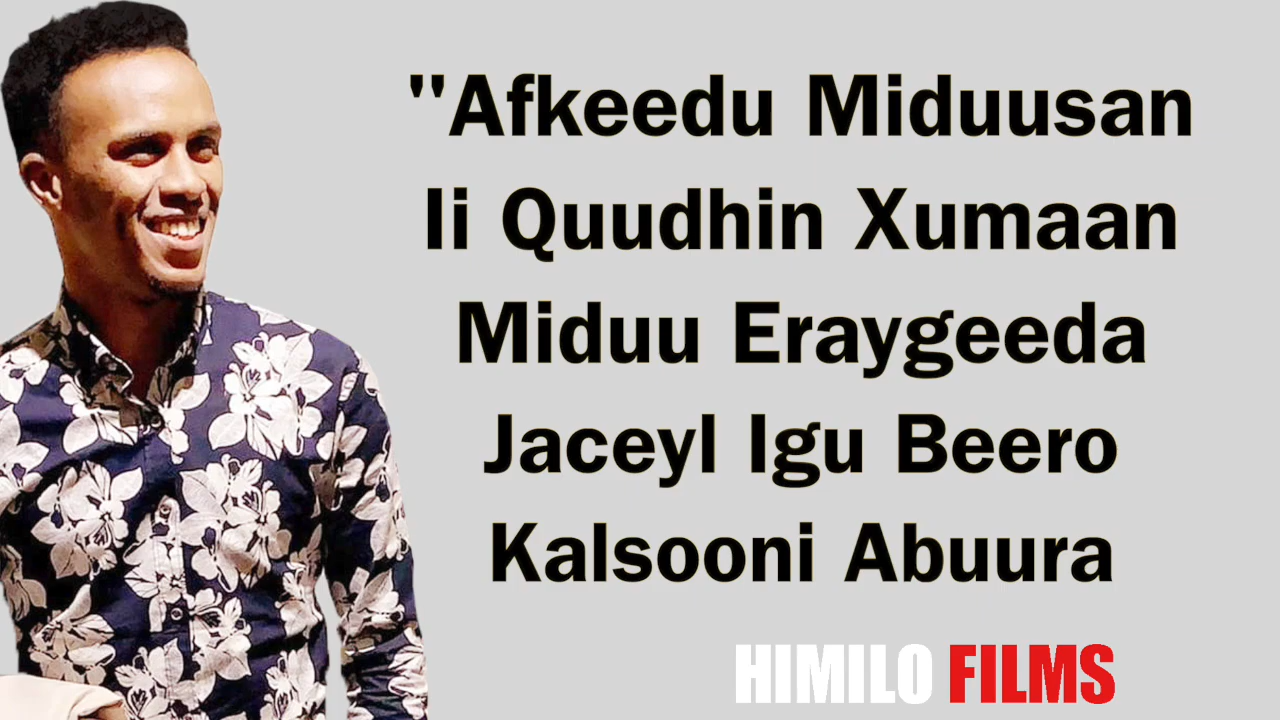 "Afkeedu Miduusan
Ii Quudhin Xumaan
Miduu Eraygeeda
Jaceyl Igu Beero
Kalsooni Abuura
HIMILO FILMS